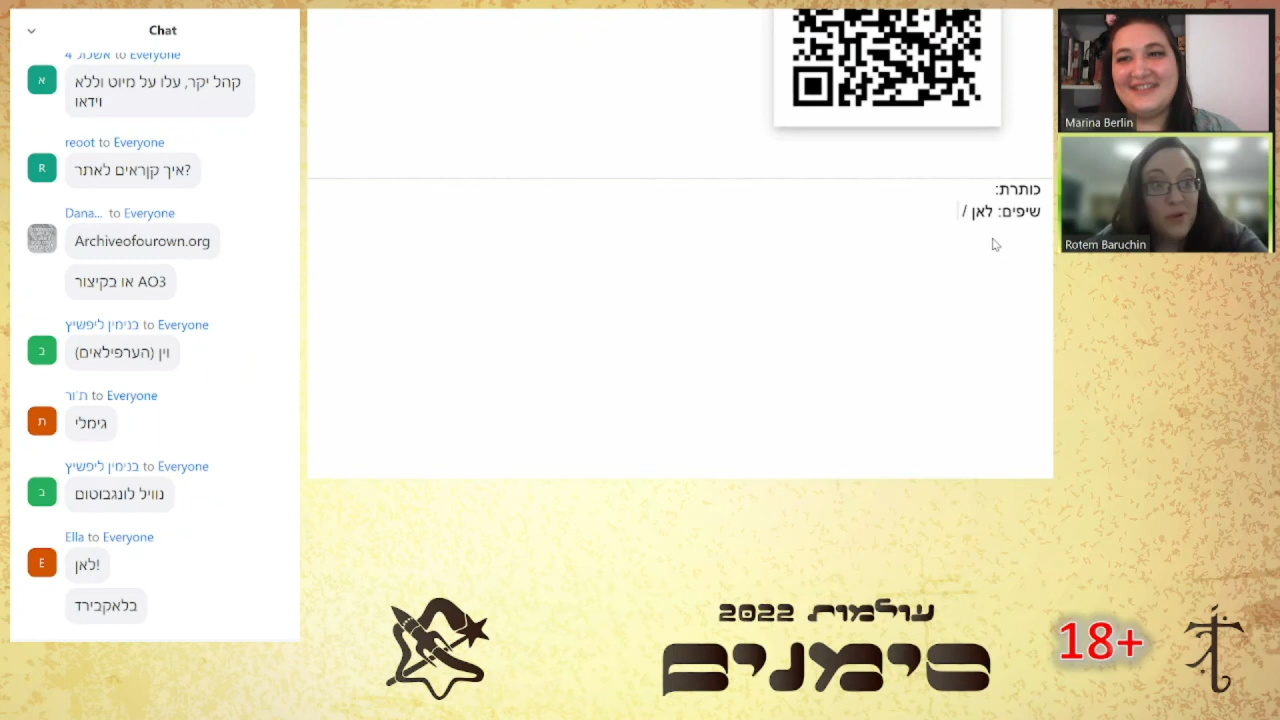 Chat
אשכול 4 to Everyone
א
קהל יקר, עלו על מיוט וללא
וידאו
reoot to Everyone
R
?איך קןראים לאתר
Dana... to Everyone
Archiveofourown.org
AO3 או בקיצור
בנימין ליפשיץ to Everyone
ב
וין (הערפילאים)
ת'ור to Everyone
ת
גימלי
בנימין ליפשיץ to Everyone
ב
נוויל לונגבוטום
Ella to Everyone
E
!לאן
בלאקבירד
כותרת:
שיפים: לאן /
Marina Berlin
Rotem Baruchin
עולמות 2022
סימנים
18+